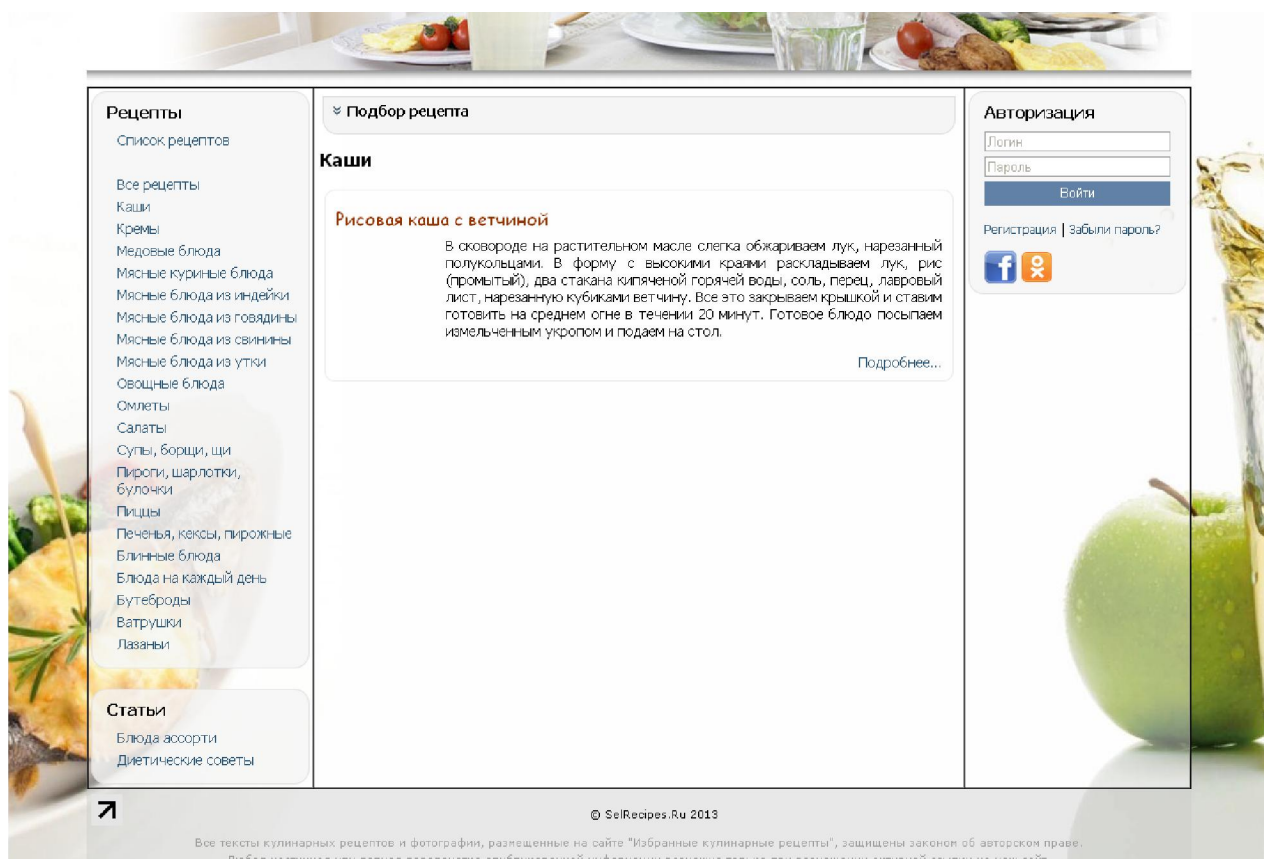 Рецепты
Список рецептов
Все рецепты
Каши
Кремы
Медовые блюда
Мясные куриные блюда
Мясные блюда из индейки
Мясные блюда из говядины
Мясные блюда из свинины
Мясные блюда из утки
Овощные блюда
Омлеты
Салаты
Супы, борщи, щи
Пироги, шарлотки,
булочки
Пиццы
Печенья, кексы, пирожные
Блинные блюда
Блюда на каждый день
Бутеброды
Ватрушки
Лазаньи
Статьи
Блюда ассорти
Диетические советы
Подбор рецепта
Каши
Рисовая каша с ветчиной
В сковороде на растительном масле слегка обжариваем лук, нарезанный
полукольцами. В форму с высокими краями раскладываем лук, рис
(промытый), два стакана кипяченой горячей воды, соль, перец, лавровый
лист, нарезанную кубиками ветчину. Все это закрываем крышкой и ставим
готовить на среднем огне в течении 20 минут. Готовое блюдо посыпаем
измельченным укропом и подаем на стол.
Подробнее...
Авторизация
Логин
Пароль
Войти
Регистрация | Забыли пароль?
© SelRecipes.Ru 2013
Все тексты кулинарных рецептов и фотографии, размещенные на сайте "Избранные кулинарные рецепты", защищены законом об авторском праве.